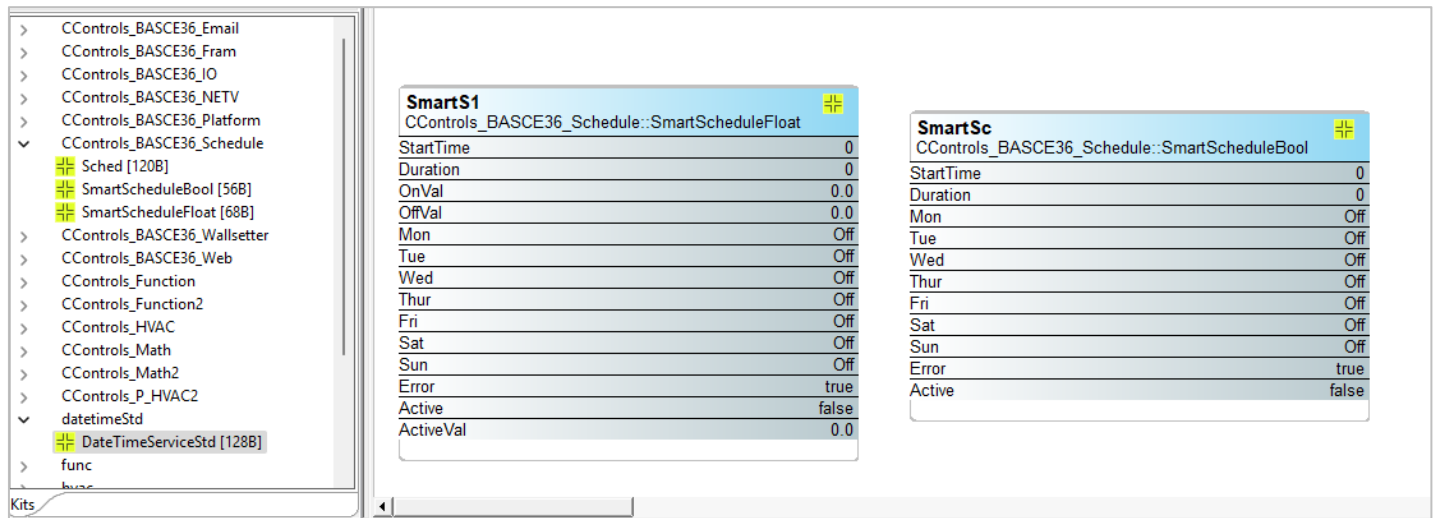 CControls_BASCE36_Email
CControls_BASCE36_Fram
CControls_BASCE36_IO
CControls_BASCE36_NETV
CControls_BASCE36_Platform
CControls_BASCE36_Schedule
Sched [120B]
SmartScheduleBool [56B]
SmartScheduleFloat [68B]
CControls_BASCE36_Wallsetter
CControls_BASCE36_Web
CControls_Function
CControls_Function2
CControls_HVAC
CControls_Math
CControls_Math2
CControls_P_HVAC2
datetimeStd
DateTimeServiceStd [128B]
func
Kits
SmartS1
CControls_BASCE36_Schedule::SmartScheduleFloat
StartTime 0
Duration 0
OnVal 0.0
OffVal 0.0
Mon Off
Tue Off
Wed Off
Thur Off
Fri Off
Sat Off
Sun Off
Error true
Active false
ActiveVal 0.0
SmartSc
CControls_BASCE36_Schedule::SmartScheduleBool
StartTime 0
Duration 0
Mon Off
Tue Off
Wed Off
Thur Off
Fri Off
Sat Off
Sun Off
Error true
Active false